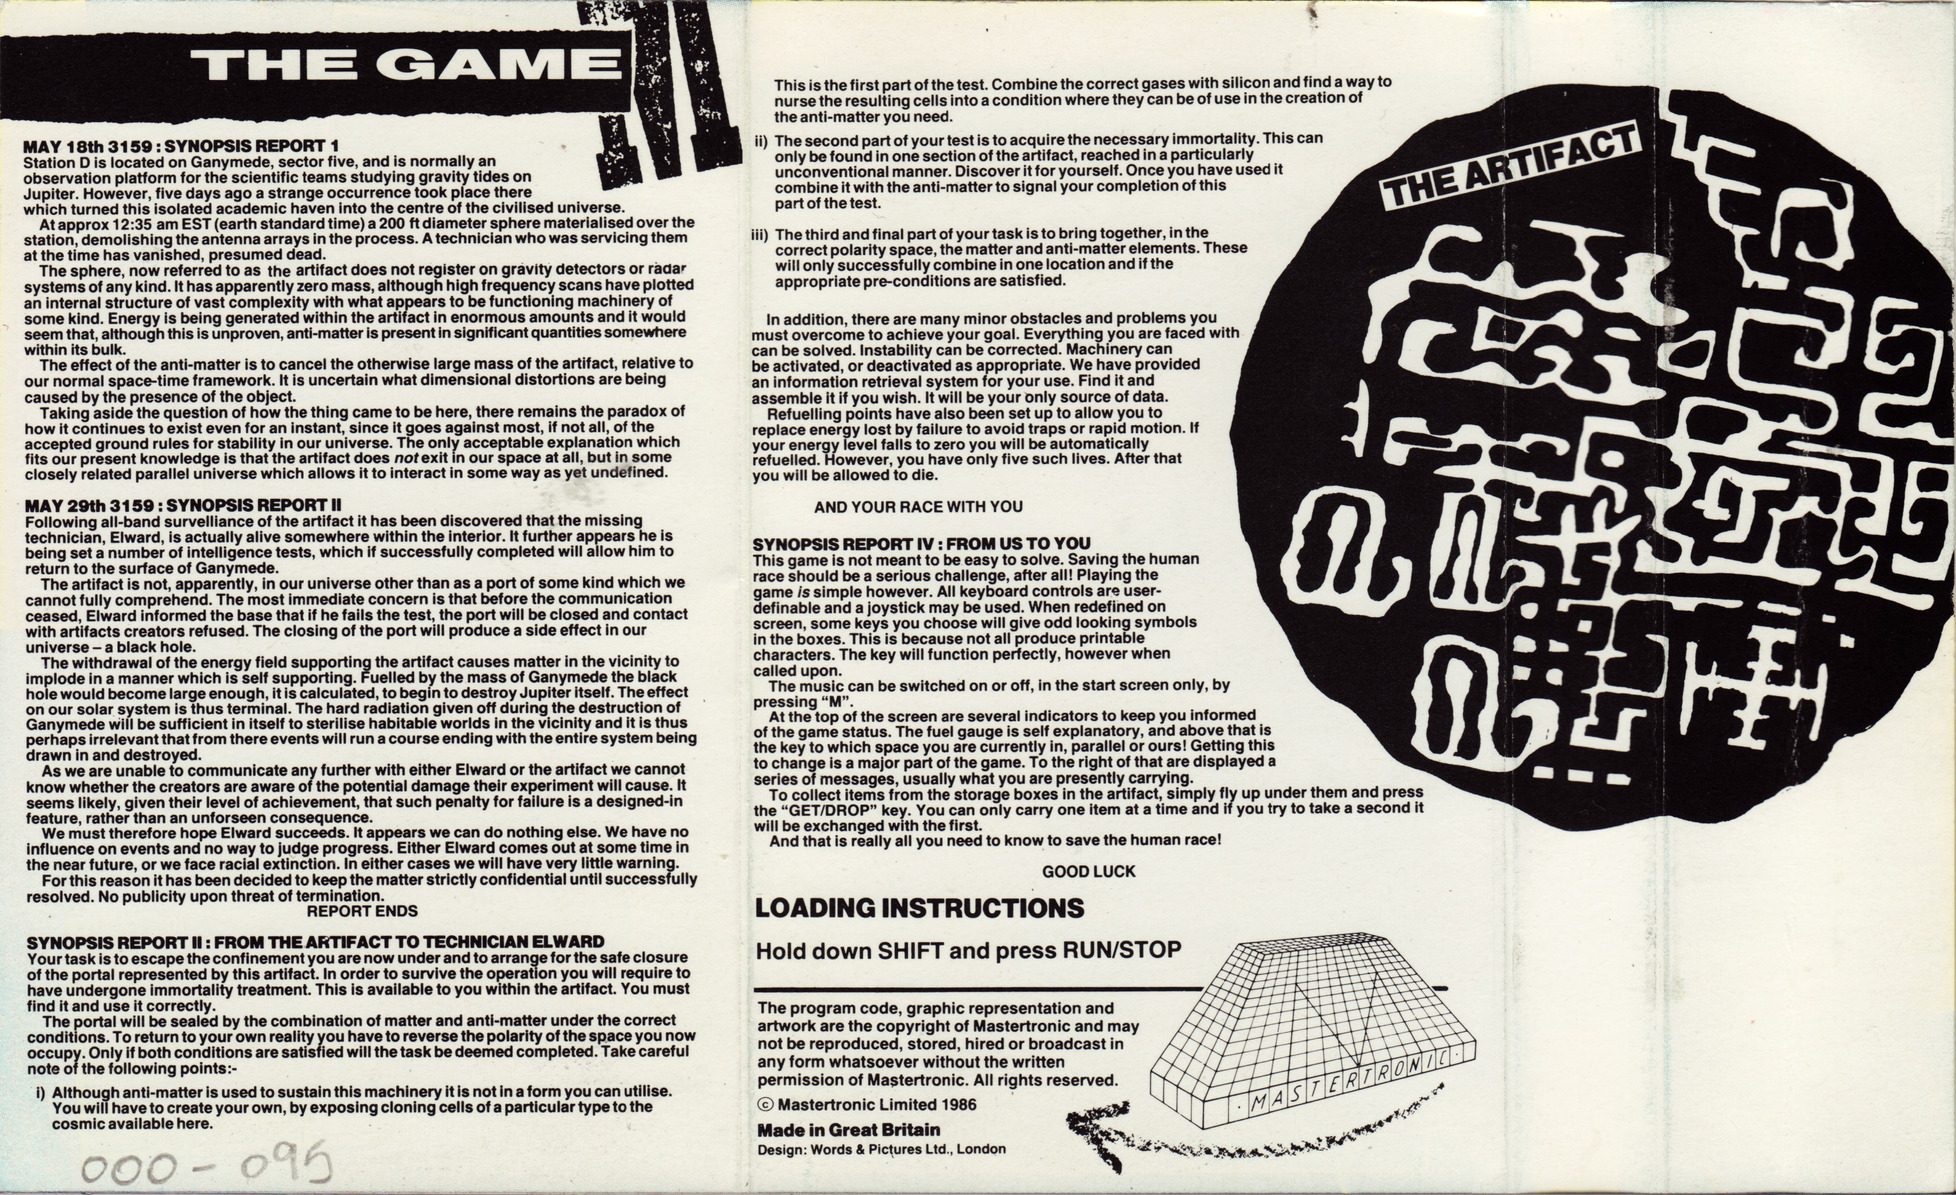 THE GAME
MAY 18th 3159 : SYNOPSIS REPORT 1
Station D is located on Ganymede, sector five, and is normally an
observation platform for the scientific teams studying gravity tides on
Jupiter. However, five days ago a strange occurrence took place there
which turned this isolated academic haven into the centre of the civilised universe.
At approx 12:35 am EST (earth standard time) a 200 ft diameter sphere materialised over the
station, demolishing the antenna arrays in the process. A technician who was servicing them
at the time has vanished, presumed dead.
The sphere, now referred to as the artifact does not register on gravity detectors or radar
systems of any kind. It has apparently zero mass, although high frequency scans have plotted
an internal structure of vast complexity with what appears to be functioning machinery of
some kind. Energy is being generated within the artifact in enormous amounts and it would
seem that, although this is unproven, anti-matter is present in significant quantities somewhere
within its bulk.
The effect of the anti-matter is to cancel the otherwise large mass of the artifact, relative to
our normal space-time framework. It is uncertain what dimensional distortions are being
caused by the presence of the object.
Taking aside the question of how the thing came to be here, there remains the paradox of
how it continues to exist even for an instant, since it goes against most, if not all, of the
accepted ground rules for stability in our universe. The only acceptable explanation which
fits our present knowledge is that the artifact does not exit in our space at all, but in some
closely related parallel universe which allows it to interact in some way as yet undefined.
MAY 29th 3159 : SYNOPSIS REPORT II
Following all-band survelliance of the artifact it has been discovered that the missing
technician, Elward, is actually alive somewhere within the interior. It further appears he is
being set a number of intelligence tests, which if successfully completed will allow him to
return to the surface of Ganymede.
The artifact is not, apparently, in our universe other than as a port of some kind which we
cannot fully comprehend. The most immediate concern is that before the communication
ceased, Elward informed the base that if he fails the test, the port will be closed and contact
with artifacts creators refused. The closing of the port will produce a side effect in our
universe – a black hole.
The withdrawal of the energy field supporting the artifact causes matter in the vicinity to
implode in a manner which is self supporting. Fuelled by the mass of Ganymede the black
hole would become large enough, it is calculated, to begin to destroy Jupiter itself. The effect
on our solar system is thus terminal. The hard radiation given off during the destruction of
Ganymede will be sufficient in itself to sterilise habitable worlds in the vicinity and it is thus
perhaps irrelevant that from there events will run a course ending with the entire system being
drawn in and destroyed.
As we are unable to communicate any further with either Elward or the artifact we cannot
know whether the creators are aware of the potential damage their experiment will cause. It
seems likely, given their level of achievement, that such penalty for failure is a designed-in
feature, rather than an unforseen consequence.
We must therefore hope Elward succeeds. It appears we can do nothing else. We have no
influence on events and no way to judge progress. Either Elward comes out at some time in
the near future, or we face racial extinction. In either cases we will have very little warning.
For this reason it has been decided to keep the matter strictly confidential until successfully
resolved. No publicity upon threat of termination.
REPORT ENDS
SYNOPSIS REPORT II : FROM THE ARTIFACT TO TECHNICIAN ELWARD
Your task is to escape the confinement you are now under and to arrange for the safe closure
of the portal represented by this artifact. In order to survive the operation you will require to
have undergone immortality treatment. This is available to you within the artifact. You must
find it and use it correctly.
The portal will be sealed by the combination of matter and anti-matter under the correct
conditions. To return to your own reality you have to reverse the polarity of the space you now
occupy. Only if both conditions are satisfied will the task be deemed completed. Take careful
note of the following points:-
i) Although anti-matter is used to sustain this machinery it is not in a form you can utilise.
You will have to create your own, by exposing cloning cells of a particular type to the
cosmic available here.
000-095
This is the first part of the test. Combine the correct gases with silicon and find a way to
nurse the resulting cells into a condition where they can be of use in the creation of
the anti-matter you need.
ii) The second part of your test is to acquire the necessary immortality. This can
only be found in one section of the artifact, reached in a particularly
unconventional manner. Discover it for yourself. Once you have used it
combine it with the anti-matter to signal your completion of this
part of the test.
iii) The third and final part of your task is to bring together, in the
correct polarity space, the matter and anti-matter elements. These
will only successfully combine in one location and if the
appropriate pre-conditions are satisfied.
In addition, there are many minor obstacles and problems you
must overcome to achieve your goal. Everything you are faced with
can be solved. Instability can be corrected. Machinery can
be activated, or deactivated as appropriate. We have provided
an information retrieval system for your use. Find it and
assemble it if you wish. It will be your only source of data.
Refuelling points have also been set up to allow you to
replace energy lost by failure to avoid traps or rapid motion. If
your energy level falls to zero you will be automatically
refuelled. However, you have only five such lives. After that
you will be allowed to die.
AND YOUR RACE WITH YOU
SYNOPSIS REPORT IV : FROM US TO YOU
This game is not meant to be easy to solve. Saving the human
race should be a serious challenge, after all! Playing the
game is simple however. All keyboard controls are user-
definable and a joystick may be used. When redefined on
screen, some keys you choose will give odd looking symbols
in the boxes. This is because not all produce printable
characters. The key will function perfectly, however when
called upon.
The music can be switched on or off, in the start screen only, by
pressing “M”.
At the top of the screen are several indicators to keep you informed
of the game status. The fuel gauge is self explanatory, and above that is
the key to which space you are currently in, parallel or ours! Getting this
to change is a major part of the game. To the right of that are displayed a
series of messages, usually what you are presently carrying.
To collect items from the storage boxes in the artifact, simply fly up under them and press
the “GET/DROP” key. You can only carry one item at a time and if you try to take a second it
will be exchanged with the first.
And that is really all you need to know to save the human race!
GOOD LUCK
LOADING INSTRUCTIONS
Hold down SHIFT and press RUN/STOP
The program code, graphic representation and
artwork are the copyright of Mastertronic and may
not be reproduced, stored, hired or broadcast in
any form whatsoever without the written
permission of Mastertronic. All rights reserved.
© Mastertronic Limited 1986
Made in Great Britain
Design: Words & Pictures Ltd., London
· MASTERTRONIC ·
THE ARTIFACT